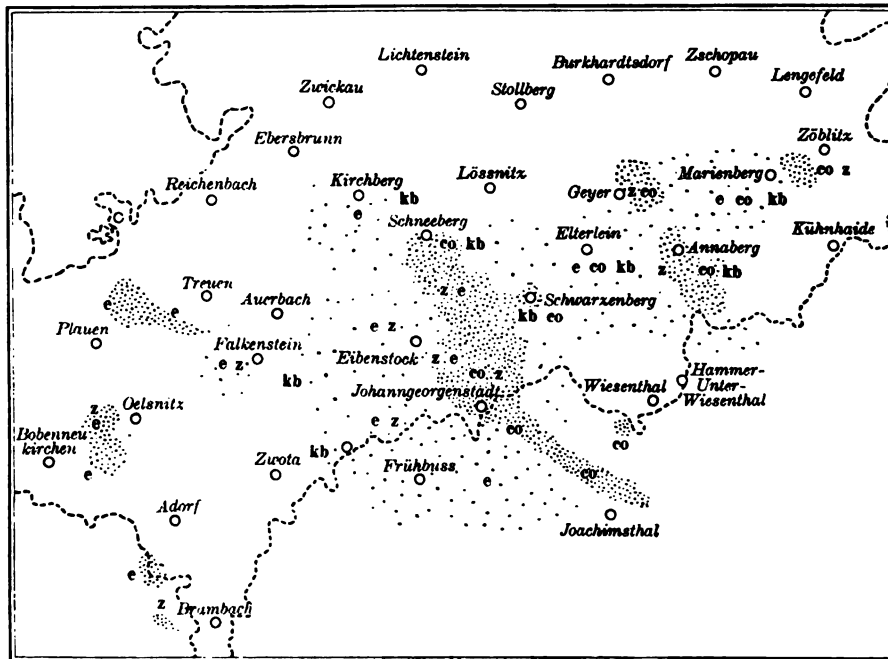 Lichtenstein
Burkhardtsdorf
Zschopau
Zwickau
Stollberg
Lengefeld
Ebersbrunn
Zöblitz
Reichenbach
Kirchberg
kb
e
Lössnitz
Geyer
z co
Marienberg
co z
e co kb
C
Schneeberg
co kb
Elterlein
e co kb
Annaberg
z
co kb
Kühnhaide
Treuen
e
e
Auerbach
z e
Schwarzenberg
kb co
Plauen
e z
Falkenstein
e z
kb
Eibenstock
z e
co z
Johanngeorgenstadt
Wiesenthal
Hammer-
Unter-
Wiesenthal
z
e
Oelsnitz
e z
co
co
Bobenneu
kirchen
e
Zwota
kb
Frühbuss
e
co
Adorf
Joachimsthal
e
z
Brambach